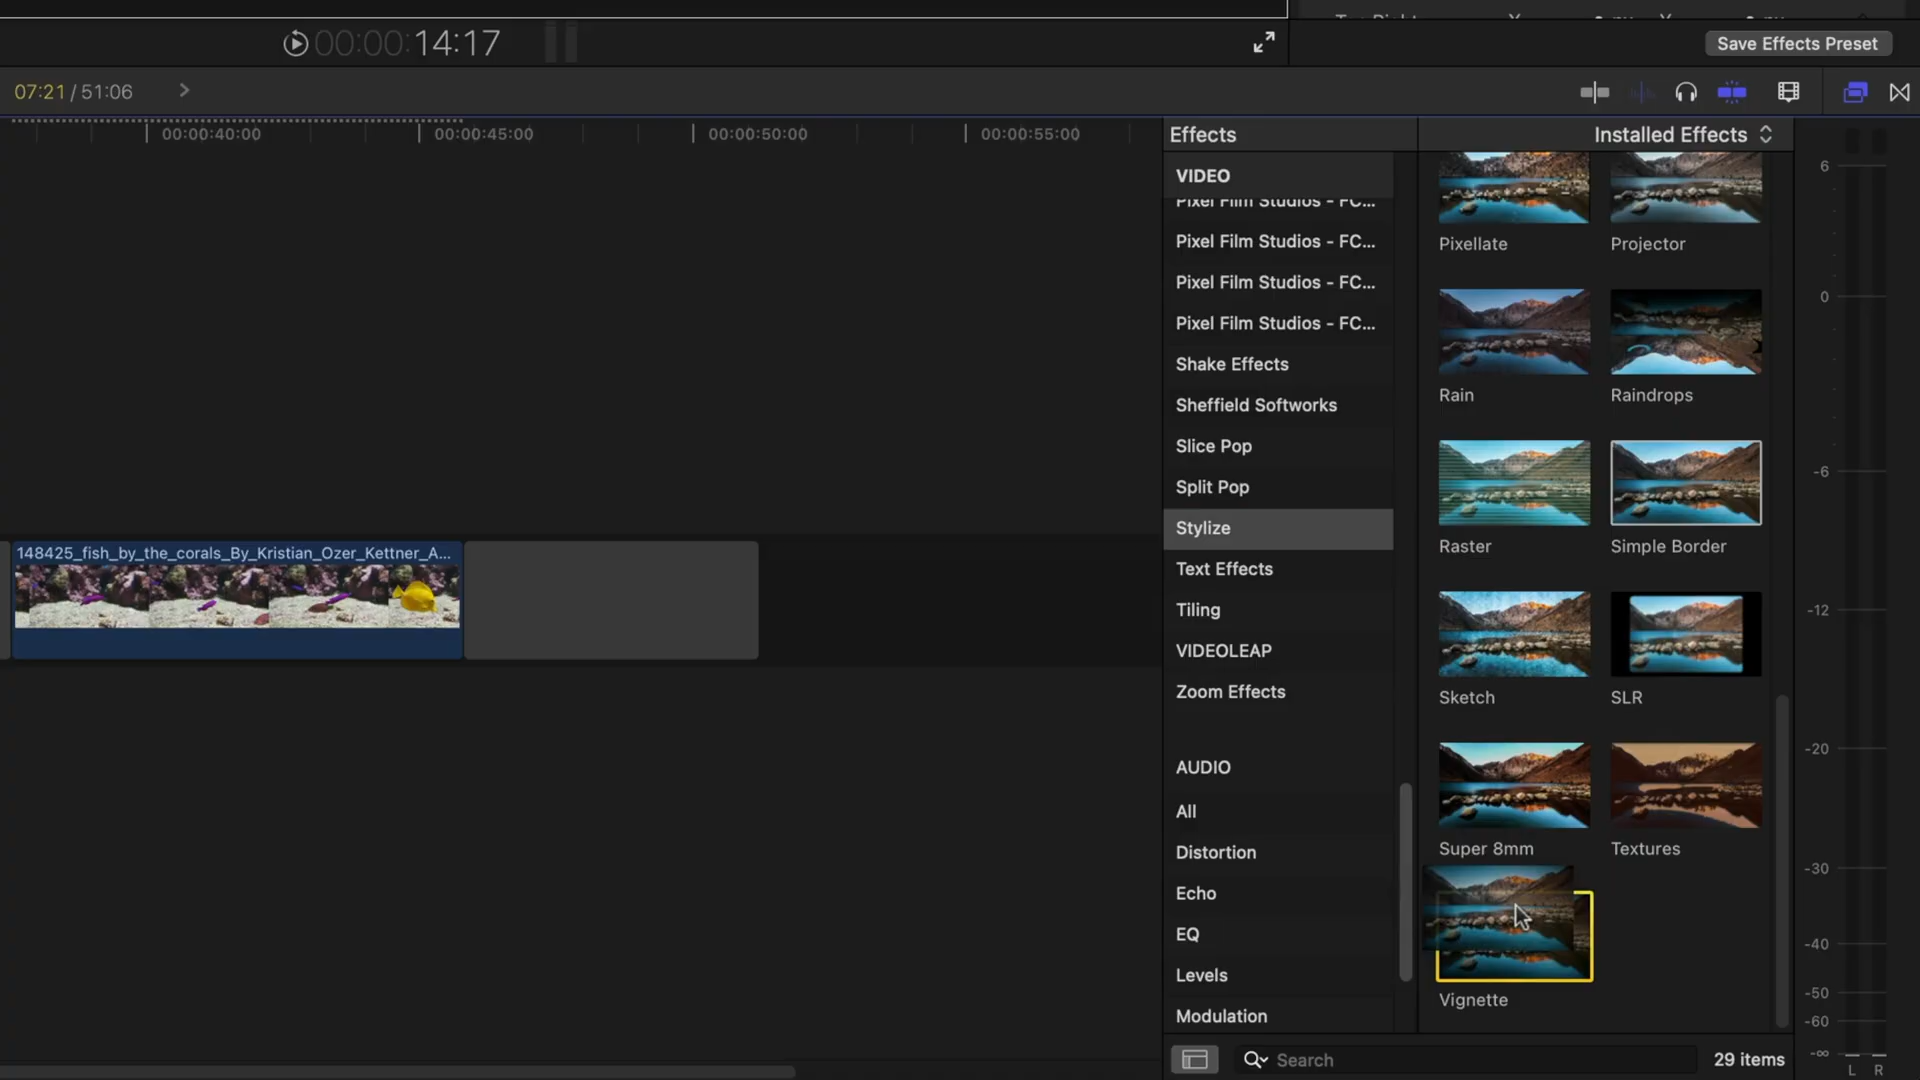 00:00:14:17
Save Effects Preset
07:21 / 51:06
00:00:40:00
00:00:45:00
00:00:50:00
00:00:55:00
Effects
Installed Effects
VIDEO
Pixel Film Studios - FC...
Pixel Film Studios - FC...
Pixel Film Studios - FC...
Pixel Film Studios - FC...
Shake Effects
Sheffield Softworks
Slice Pop
Split Pop
Stylize
Text Effects
Tiling
VIDEOLEAP
Zoom Effects
AUDIO
All
Distortion
Echo
EQ
Levels
Modulation
Pixellate
Projector
Rain
Raindrops
Raster
Simple Border
Sketch
SLR
Super 8mm
Textures
Vignette
148425_fish_by_the_corals_By_Kristian_Ozer_Kettner_A...
6
0
-6
-12
-20
-30
-40
-50
-60
-∞
L R
Search
29 items